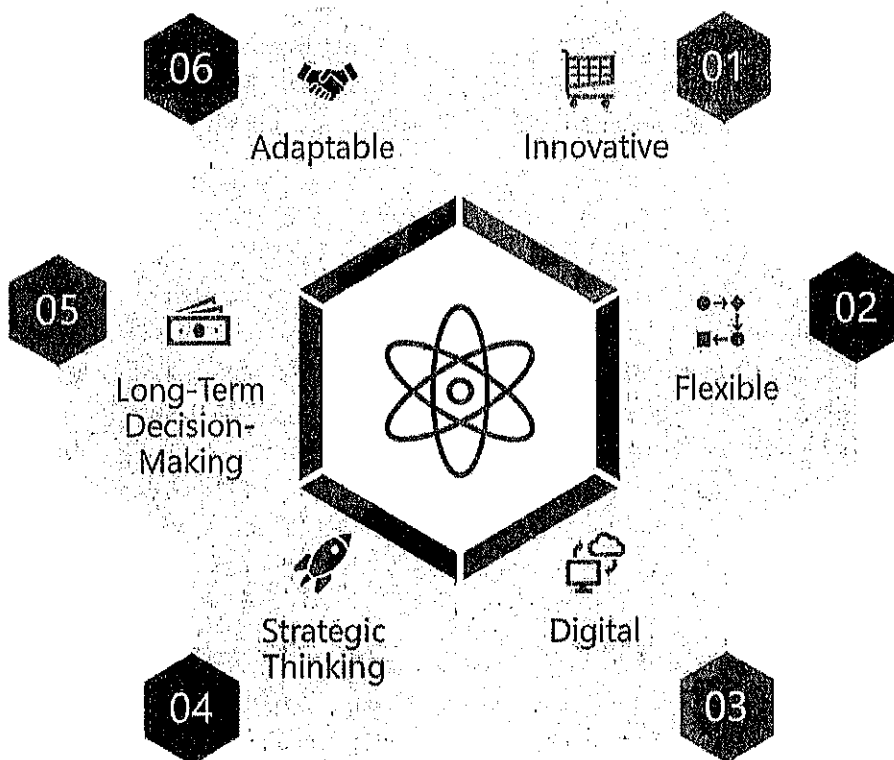 06
Adaptable
01
Innovative
05
Long-Term
Decision-
Making
02
Flexible
Strategic
Thinking
04
Digital
03